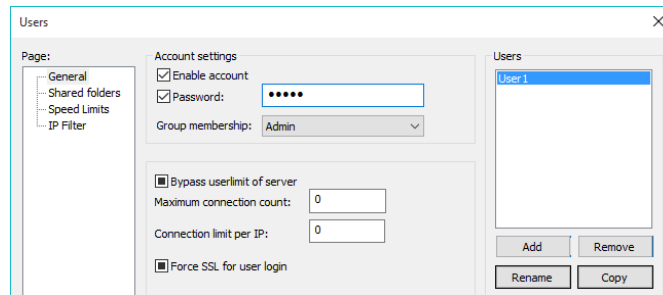 Users
Page:
General
Shared folders
Speed Limits
IP Filter
Account settings
Enable account
Password: •••••
Group membership: Admin
Bypass userlimit of server
Maximum connection count: 0
Connection limit per IP: 0
Force SSL for user login
Users
User1
Add Remove
Rename Copy